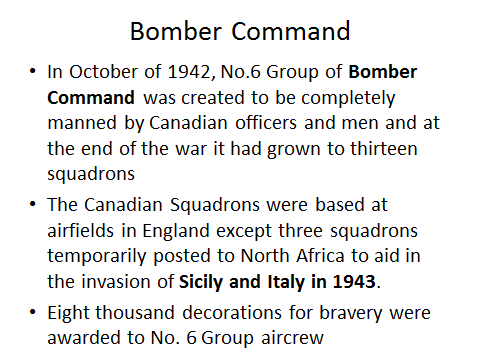 Bomber Command
• In October of 1942, No.6 Group of Bomber
Command was created to be completely
manned by Canadian officers and men and at
the end of the war it had grown to thirteen
squadrons
• The Canadian Squadrons were based at
airfields in England except three squadrons
temporarily posted to North Africa to aid in
the invasion of Sicily and Italy in 1943.
• Eight thousand decorations for bravery were
awarded to No. 6 Group aircrew